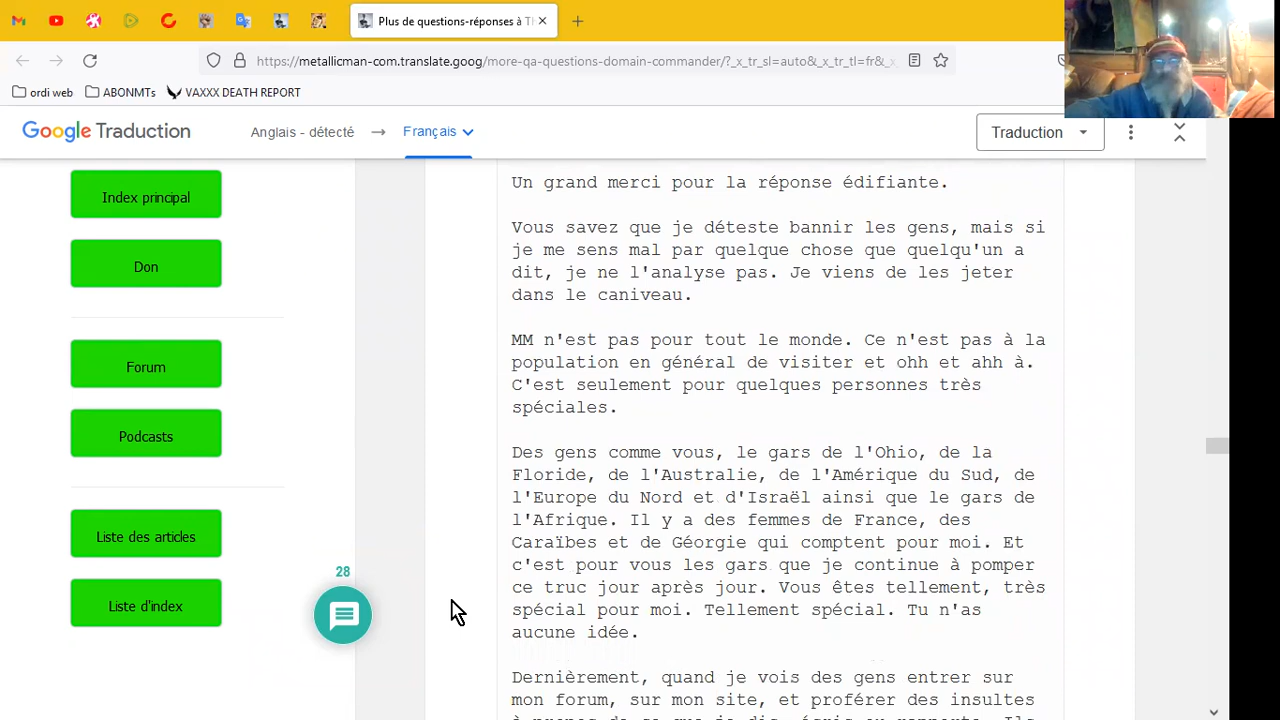 Plus de questions-réponses à Tl
https://metallicman-com.translate.goog/more-qa-questions-domain-commander/?_x_tr_sl=auto&_x_tr_tl=fr&_x_
ordi web
ABONMTs
VAXXX DEATH REPORT
Google Traduction
Anglais - détecté
Français
Traduction
Index principal
Don
Forum
Podcasts
Liste des articles
Liste d'index
28
Un grand merci pour la réponse édifiante.
Vous savez que je déteste bannir les gens, mais si
je me sens mal par quelque chose que quelqu'un a
dit, je ne l'analyse pas. Je viens de les jeter
dans le caniveau.
MM n'est pas pour tout le monde. Ce n'est pas à la
population en général de visiter et ohh et ahh à.
C'est seulement pour quelques personnes très
spéciales.
Des gens comme vous, le gars de l'Ohio, de la
Floride, de l'Australie, de l'Amérique du Sud, de
l'Europe du Nord et d'Israël ainsi que le gars de
l'Afrique. Il y a des femmes de France, des
Caraïbes et de Géorgie qui comptent pour moi. Et
c'est pour vous les gars que je continue à pomper
ce truc jour après jour. Vous êtes tellement, très
spécial pour moi. Tellement spécial. Tu n'as
aucune idée.
Dernièrement, quand je vois des gens entrer sur
mon forum, sur mon site, et proférer des insultes